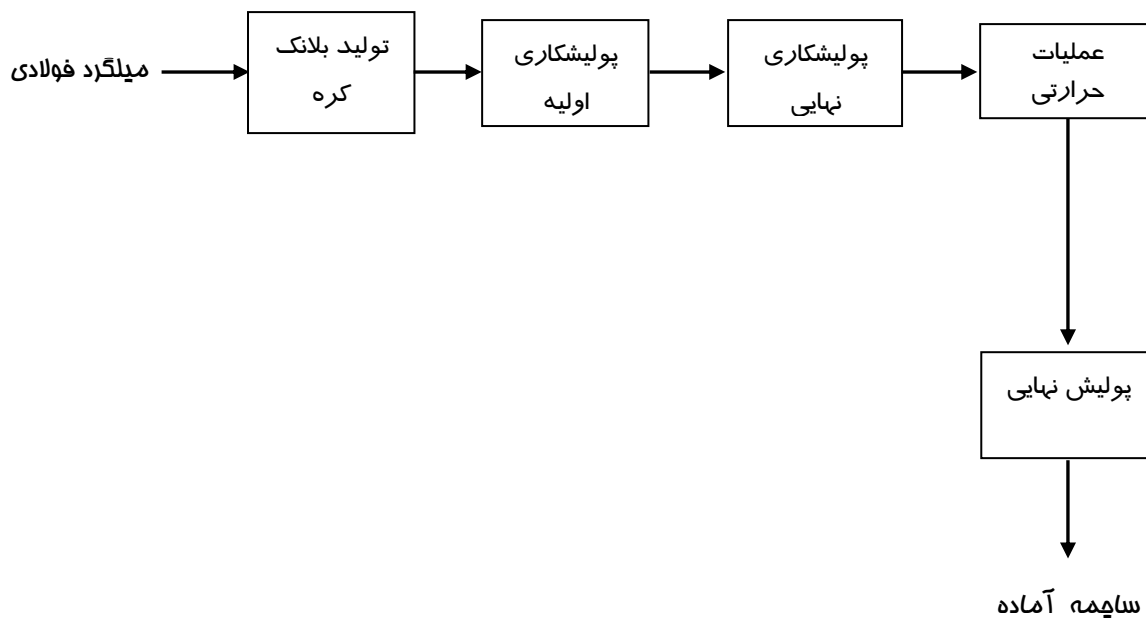 میلگرد فولادی
تولید بلانک
کره
پولیشکاری
اولیه
پولیشکاری
نهایی
عملیات
حرارتی
پولیش نهایی
ساچمه آماده